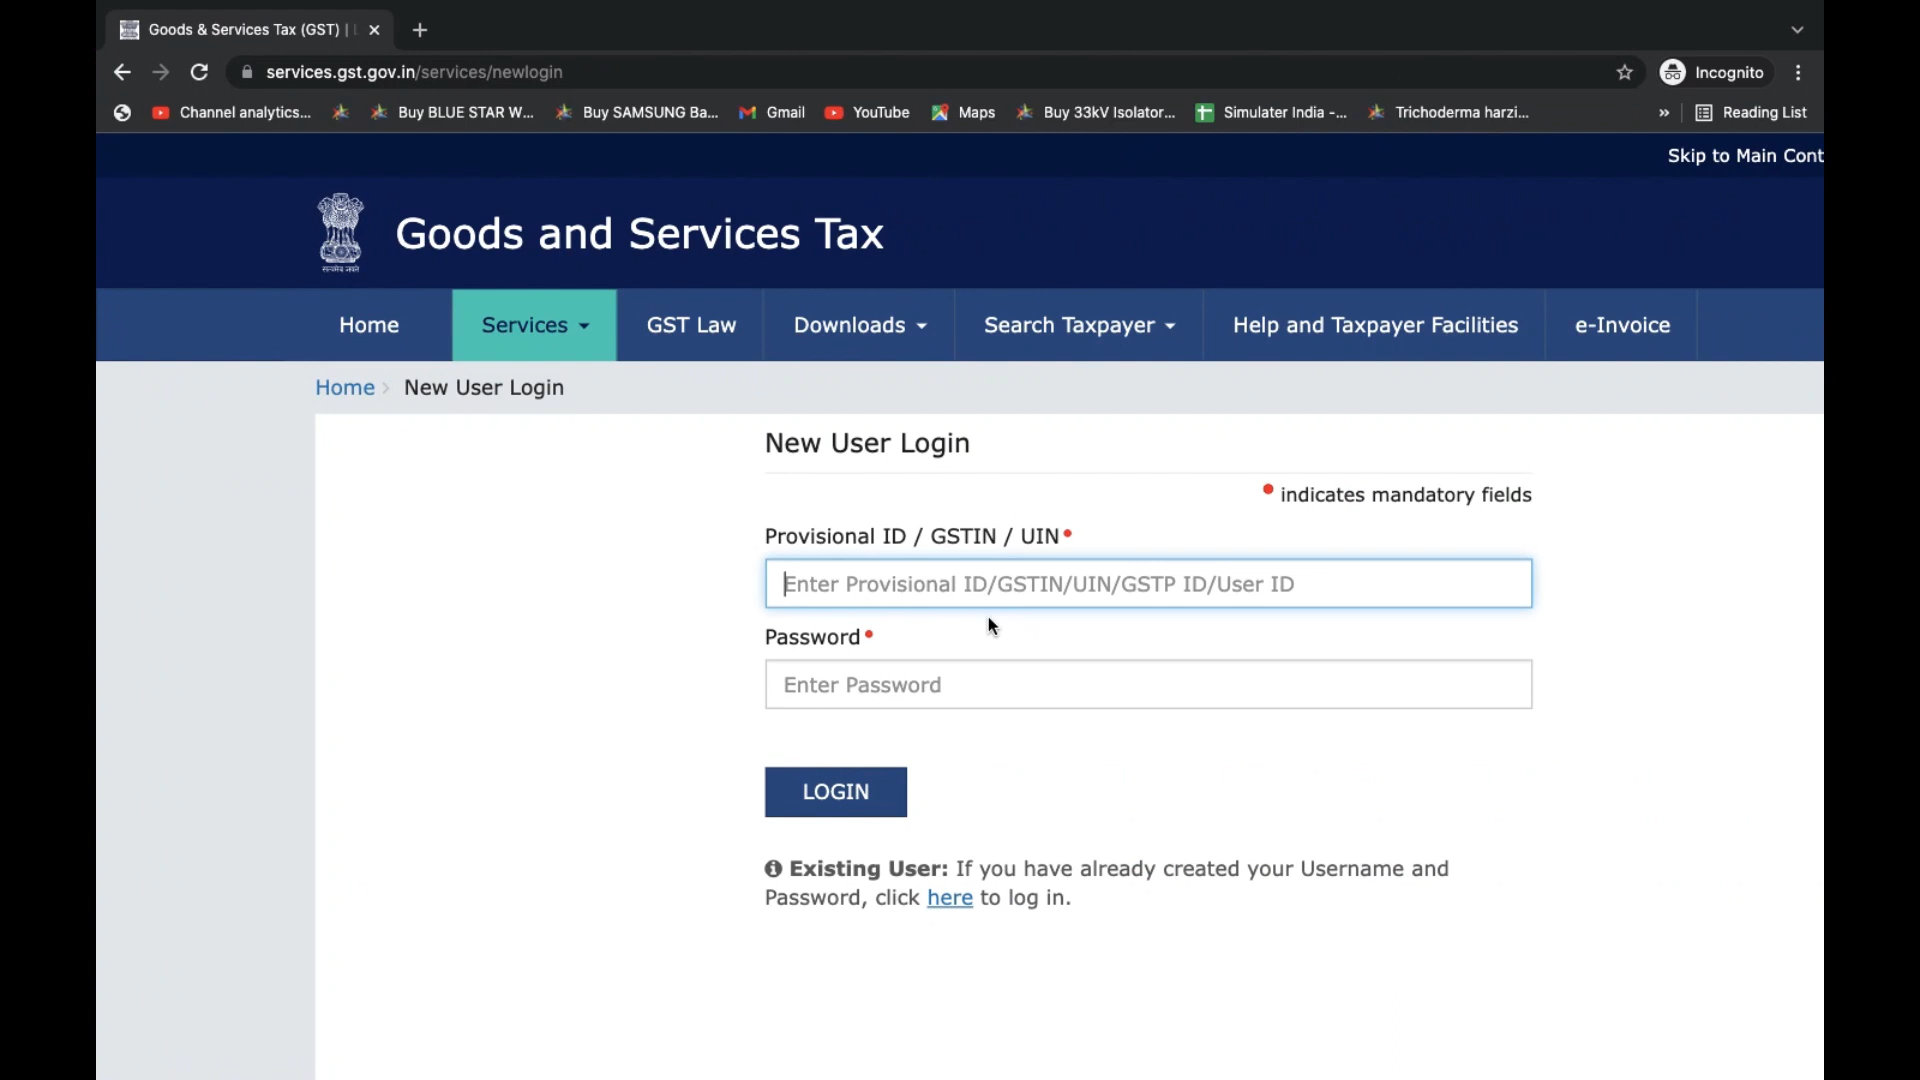 Goods & Services Tax (GST) |
services.gst.gov.in/services/newlogin
Incognito
Channel analytics...
Buy BLUE STAR W...
Buy SAMSUNG Ba...
Gmail
YouTube
Maps
Buy 33kV Isolator...
Simulater India -...
Trichoderma harzi...
»
Reading List
Skip to Main Cont
सत्यमेव जयते
Goods and Services Tax
Home
Services
GST Law
Downloads
Search Taxpayer
Help and Taxpayer Facilities
e-Invoice
Home > New User Login
New User Login
• indicates mandatory fields
Provisional ID / GSTIN / UIN•
Enter Provisional ID/GSTIN/UIN/GSTP ID/User ID
Password•
Enter Password
LOGIN
Existing User: If you have already created your Username and
Password, click here to log in.